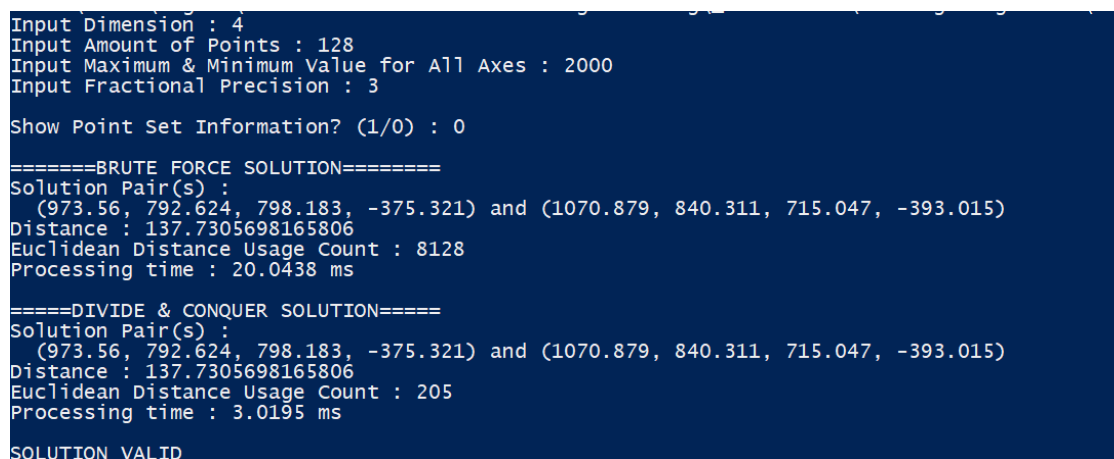 Input Dimension : 4
Input Amount of Points : 128
Input Maximum & Minimum Value for All Axes : 2000
Input Fractional Precision : 3
Show Point Set Information? (1/0) : 0
=======BRUTE FORCE SOLUTION========
Solution Pair(s) :
(973.56, 792.624, 798.183, -375.321) and (1070.879, 840.311, 715.047, -393.015)
Distance : 137.7305698165806
Euclidean Distance Usage Count : 8128
Processing time : 20.0438 ms
=====DIVIDE & CONQUER SOLUTION=====
Solution Pair(s) :
(973.56, 792.624, 798.183, -375.321) and (1070.879, 840.311, 715.047, -393.015)
Distance : 137.7305698165806
Euclidean Distance Usage Count : 205
Processing time : 3.0195 ms
SOLUTION VALID